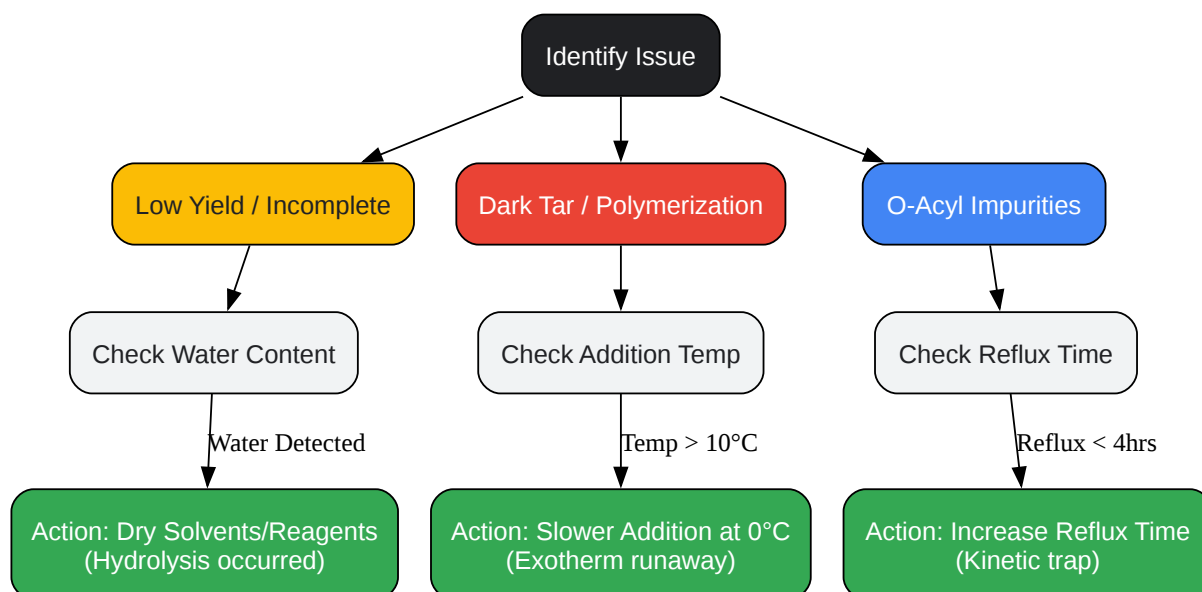 Identify Issue
Low Yield / Incomplete
Dark Tar / Polymerization
O-Acyl Impurities
Check Water Content
Check Addition Temp
Check Reflux Time
Water Detected
Temp > 10°C
Reflux < 4hrs
Action: Dry Solvents/Reagents
(Hydrolysis occurred)
Action: Slower Addition at 0°C
(Exotherm runaway)
Action: Increase Reflux Time
(Kinetic trap)